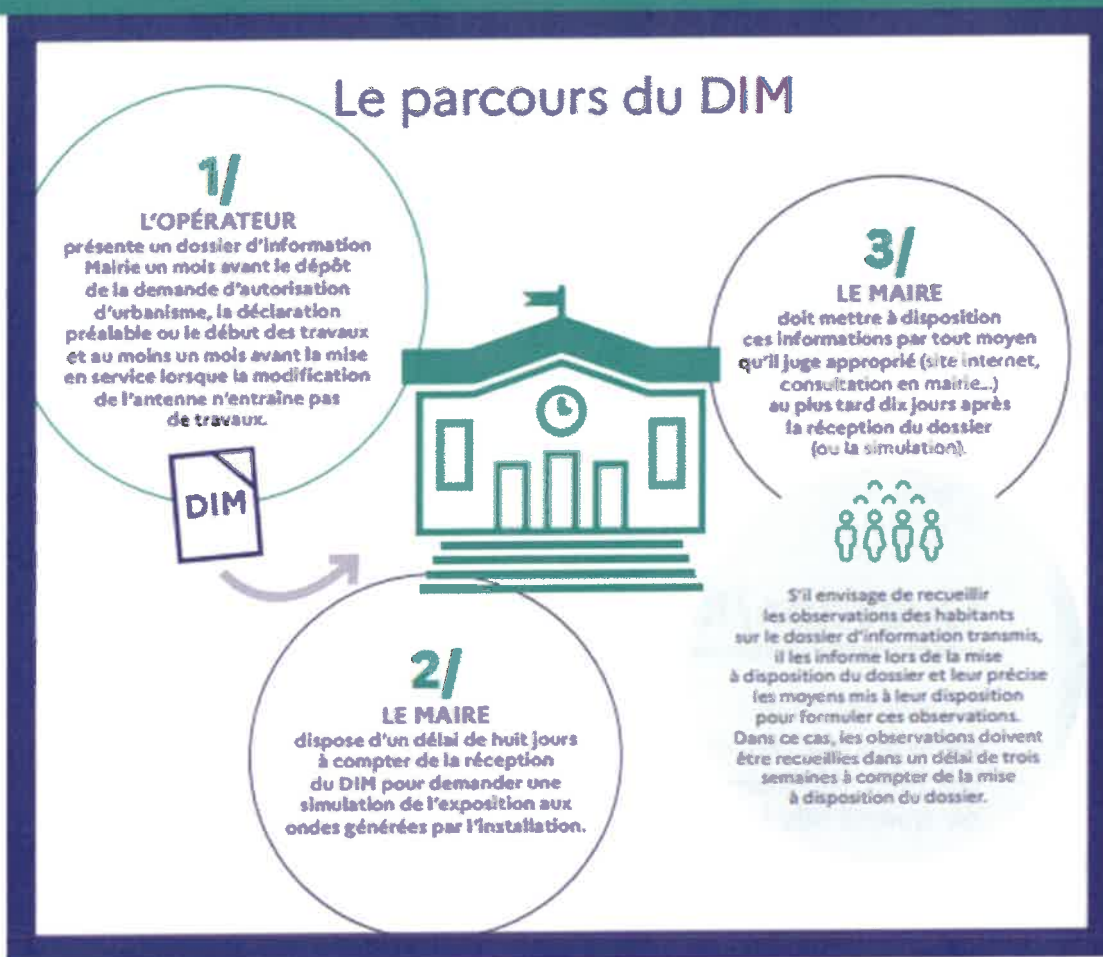 Le parcours du DIM
1/
L'OPÉRATEUR
présente un dossier d'information
Mairie un mois avant le dépôt
de la demande d'autorisation
d'urbanisme, la déclaration
préalable ou le début des travaux
et au moins un mois avant la mise
en service lorsque la modification
de l'antenne n'entraîne pas
de travaux.
DIM
2/
LE MAIRE
dispose d'un délai de huit jours
à compter de la réception
du DIM pour demander une
simulation de l'exposition aux
ondes générées par l'installation.
3/
LE MAIRE
doit mettre à disposition
ces informations par tout moyen
qu'il juge approprié (site internet,
consultation en mairie...)
au plus tard dix jours après
la réception du dossier
(ou la simulation).
S'il envisage de recueillir
les observations des habitants
sur le dossier d'information transmis,
il les informe lors de la mise
à disposition du dossier et leur précise
les moyens mis à leur disposition
pour formuler ces observations.
Dans ce cas, les observations doivent
être recueillies dans un délai de trois
semaines à compter de la mise
à disposition du dossier.